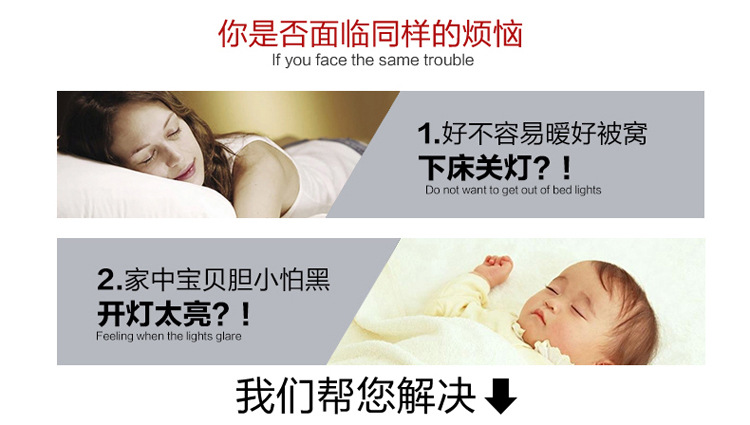 你是否面临同样的烦恼
If you face the same trouble
1.好不容易暧好被窝
下床关灯?！
Do not want to get out of bed lights
2.家中宝贝胆小怕黑
开灯太亮?！
Feeling when the lights glare
我们帮您解决